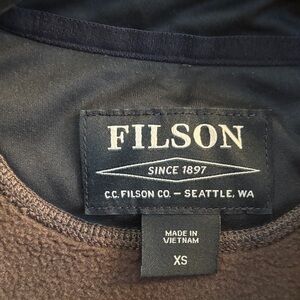 FILSON
SINCE 1897
C.C. FILSON CO. — SEATTLE, WA
MADE IN
VIETNAM
XS